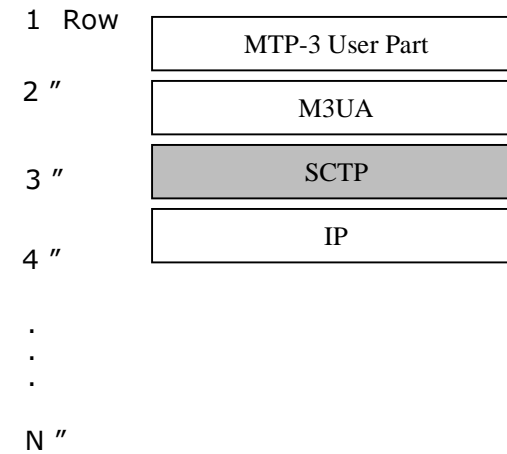 1 Row
MTP-3 User Part
2 ″
M3UA
3 ″
SCTP
4 ″
IP
.
.
.
N ″